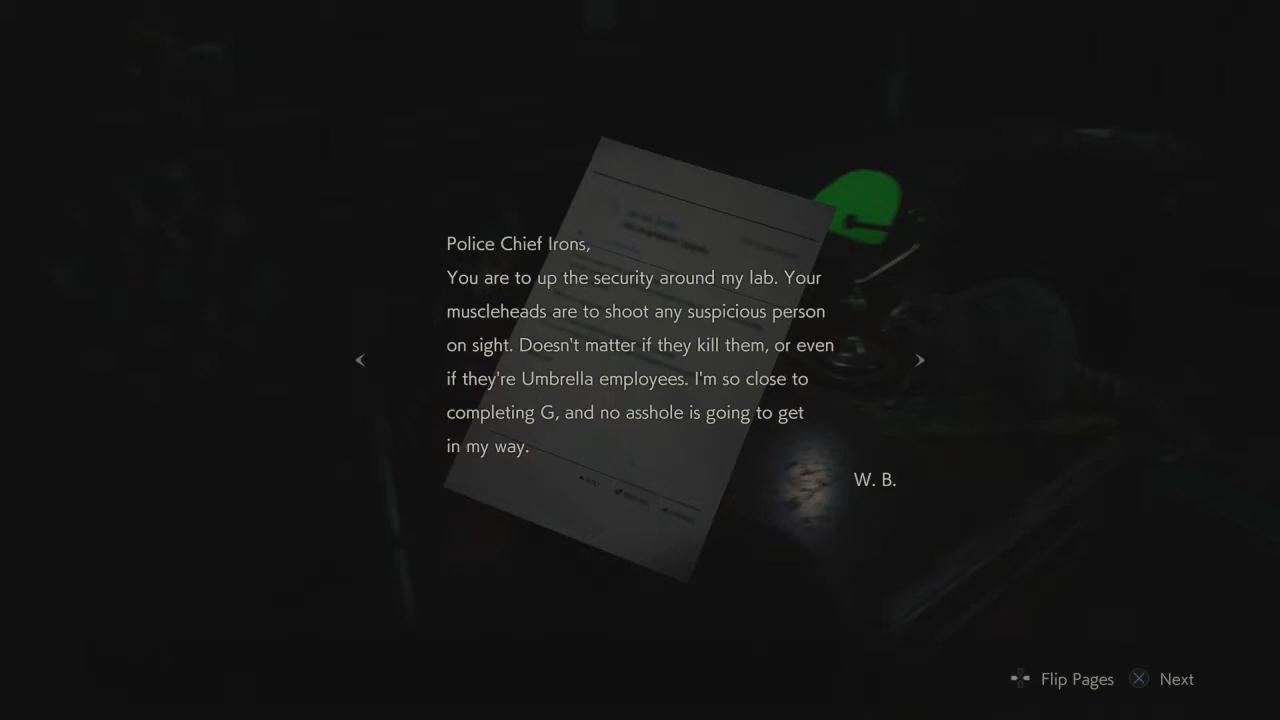 Police Chief Irons,
You are to up the security around my lab. Your
muscleheads are to shoot any suspicious person
on sight. Doesn't matter if they kill them, or even
if they're Umbrella employees. I'm so close to
completing G, and no asshole is going to get
in my way.
W. B.
Flip Pages
Next